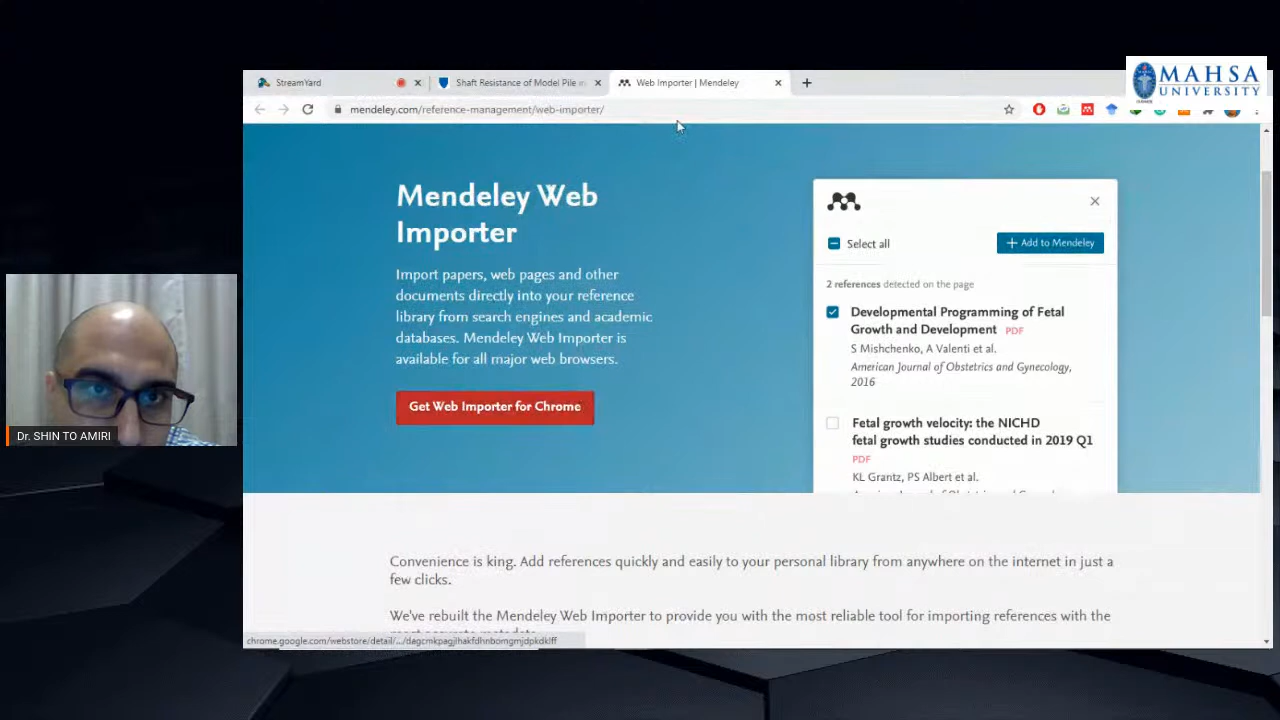 MAHSA
UNIVERSITY
StreamYard
Shaft Resistance of Model Pile in
Web Importer | Mendeley
mendeley.com/reference-management/web-importer/
Mendeley Web
Importer
Import papers, web pages and other
documents directly into your reference
library from search engines and academic
databases. Mendeley Web Importer is
available for all major web browsers.
Get Web Importer for Chrome
Select all
+ Add to Mendeley
2 references detected on the page
Developmental Programming of Fetal
Growth and Development PDF
S Mishchenko, A Valenti et al.
American Journal of Obstetrics and Gynecology,
2016
Fetal growth velocity: the NICHD
fetal growth studies conducted in 2019 Q1
PDF
KL Grantz, PS Albert et al.
Dr. SHIN TO AMIRI
Convenience is king. Add references quickly and easily to your personal library from anywhere on the internet in just a
few clicks.
We've rebuilt the Mendeley Web Importer to provide you with the most reliable tool for importing references with the
most accurate metadata